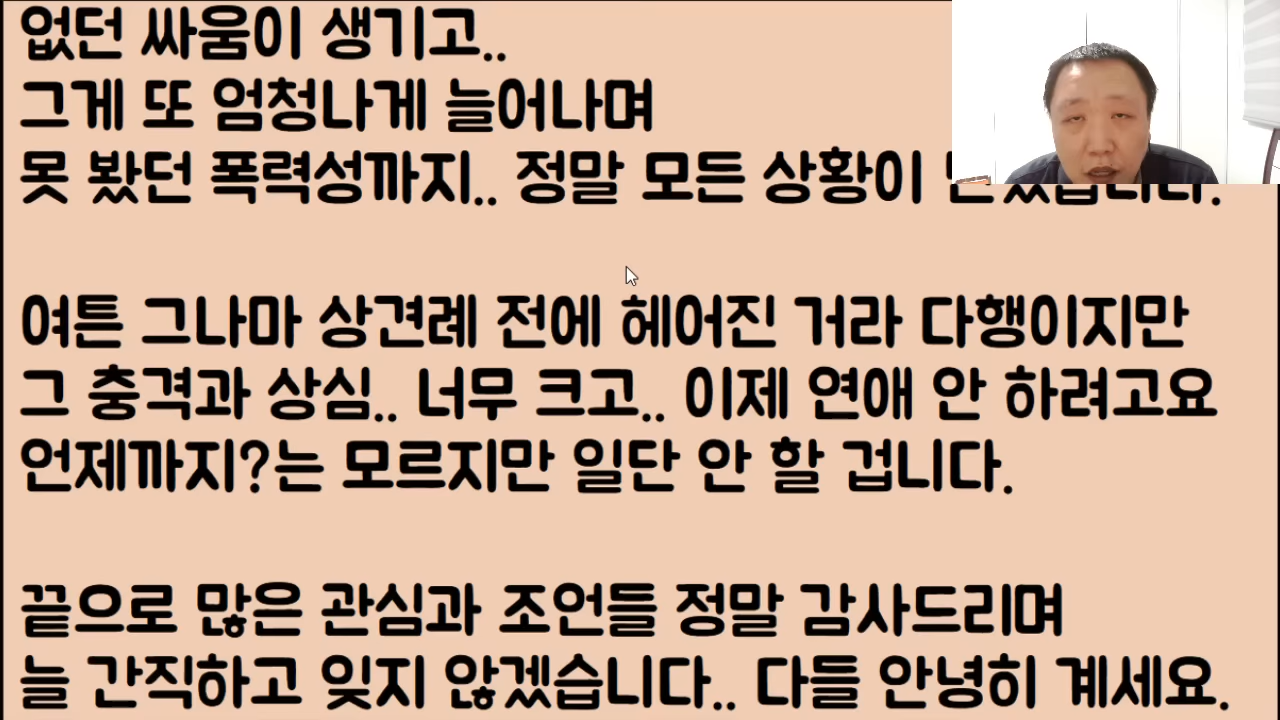 없던 싸움이 생기고..
그게 또 엄청나게 늘어나며
못 봤던 폭력성까지.. 정말 모든 상황이
여튼 그나마 상견례 전에 헤어진 거라 다행이지만
그 충격과 상심.. 너무 크고.. 이제 연애 안 하려고요
언제까지?는 모르지만 일단 안 할 겁니다.
끝으로 많은 관심과 조언들 정말 감사드리며
늘 간직하고 잊지 않겠습니다.. 다들 안녕히 계세요.